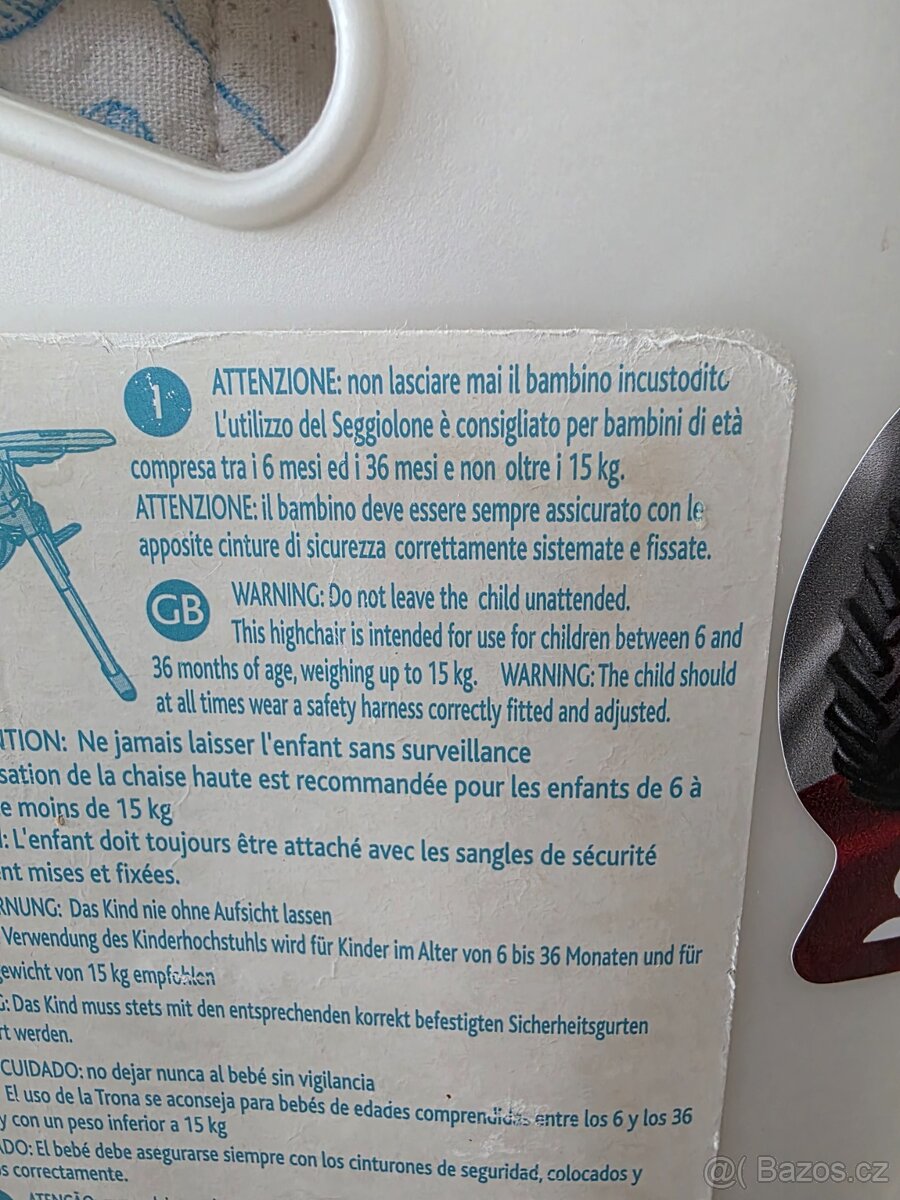 1 ATTENZIONE: non lasciare mai il bambino incustodito
L'utilizzo del Seggiolone è consigliato per bambini di età
compresa tra i 6 mesi ed i 36 mesi e non oltre i 15 kg.
ATTENZIONE: il bambino deve essere sempre assicurato con le
apposite cinture di sicurezza correttamente sistemate e fissate.
GB WARNING: Do not leave the child unattended.
This highchair is intended for use for children between 6 and
36 months of age, weighing up to 15 kg. WARNING: The child should
at all times wear a safety harness correctly fitted and adjusted.
NTION: Ne jamais laisser l'enfant sans surveillance
sation de la chaise haute est recommandée pour les enfants de 6 à
e moins de 15 kg
: L'enfant doit toujours être attaché avec les sangles de sécurité
nt mises et fixées.
RNUNG: Das Kind nie ohne Aufsicht lassen
Verwendung des Kinderhochstuhls wird für Kinder im Alter von 6 bis 36 Monaten und für
ewicht von 15 kg empfohlen
G: Das Kind muss stets mit den entsprechenden korrekt befestigten Sicherheitsgurten
rt werden.
CUIDADO: no dejar nunca al bebé sin vigilancia
El uso de la Trona se aconseja para bebés de edades comprendidas entre los 6 y los 36
y con un peso inferior a 15 kg
ADO: El bebé debe asegurarse siempre con los cinturones de seguridad, colocados y
s correctamente.
ATENÇÃO
@( Bazos.cz